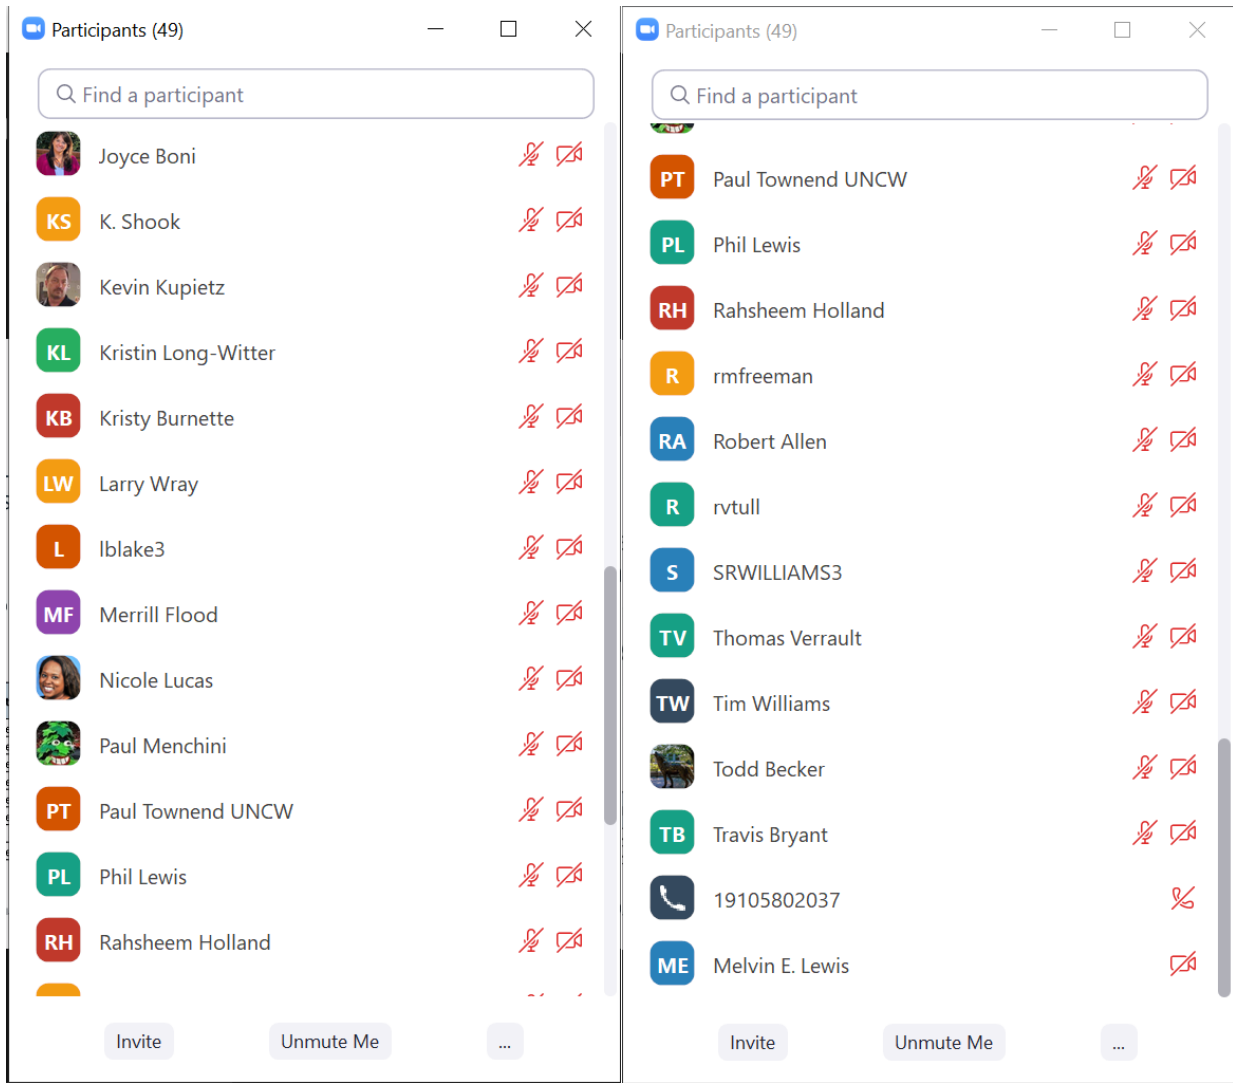 Participants (49)
Find a participant
Joyce Boni
KS K. Shook
Kevin Kupietz
KL Kristin Long-Witter
KB Kristy Burnette
LW Larry Wray
L lblake3
MF Merrill Flood
Nicole Lucas
Paul Menchini
PT Paul Townend UNCW
PL Phil Lewis
RH Rahsheem Holland
Invite Unmute Me ...
Participants (49)
Find a participant
PT Paul Townend UNCW
PL Phil Lewis
RH Rahsheem Holland
R rmfreeman
RA Robert Allen
R rvtull
S SRWILLIAMS3
TV Thomas Verrault
TW Tim Williams
Todd Becker
TB Travis Bryant
19105802037
ME Melvin E. Lewis
Invite Unmute Me ...